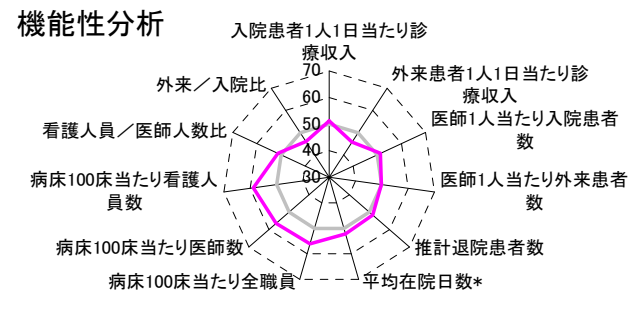 機能性分析
入院患者1人1日当たり診
療収入
外来患者1人1日当たり診
療収入
医師1人当たり入院患者
数
医師1人当たり外来患者
数
推計退院患者数
平均在院日数*
病床100床当たり全職員
病床100床当たり医師数
病床100床当たり看護人
員数
看護人員／医師人数比
外来／入院比
70
60
50
40
30